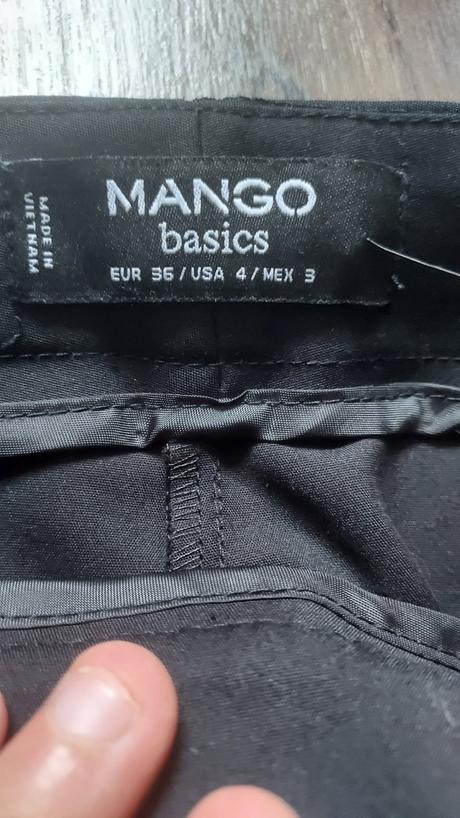 MANGO
basics
EUR 36 / USA 4 / MEX 3
MADE IN
VIETNAM